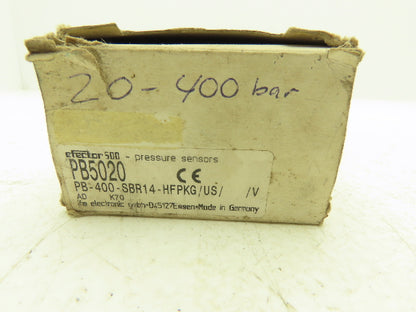 20-400 bar
efector500 - pressure sensors
PB5020 CE
PB-400-SBR14-HFPKG/US/ /V
AD K70
ifm electronic gmbh•D45127Essen•Made in Germany